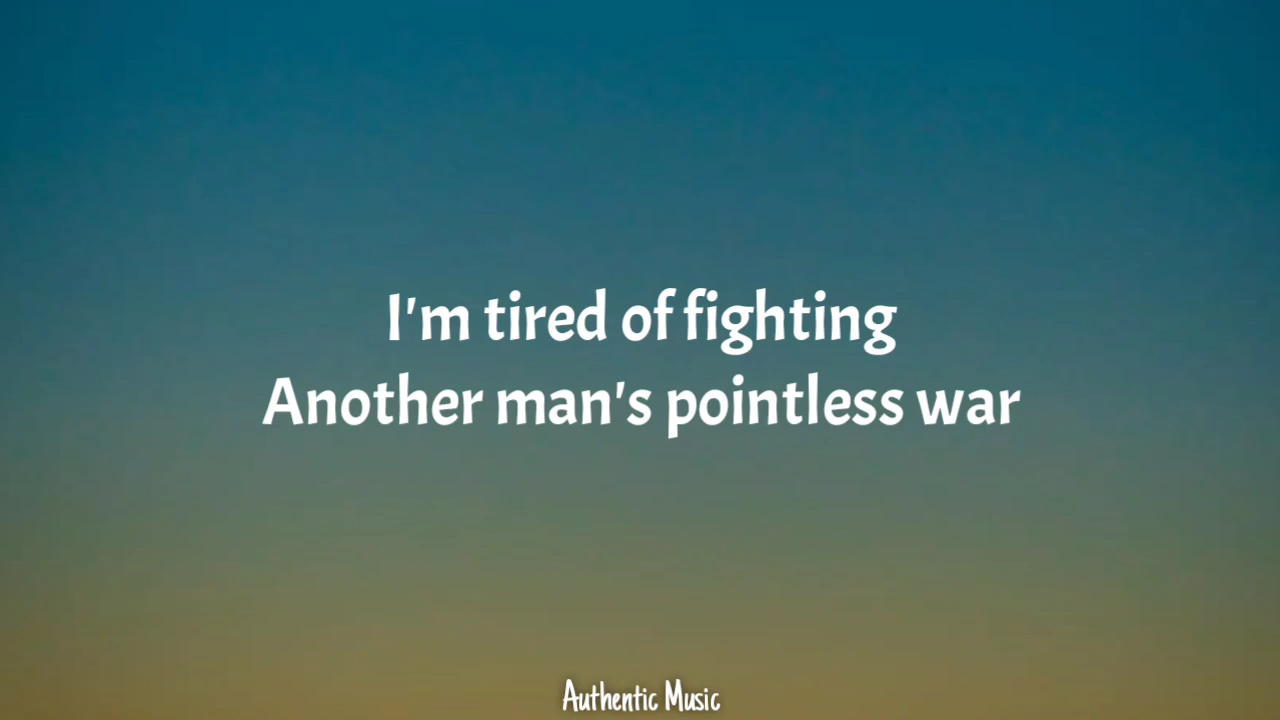 I'm tired of fighting
Another man's pointless war
Authentic Music